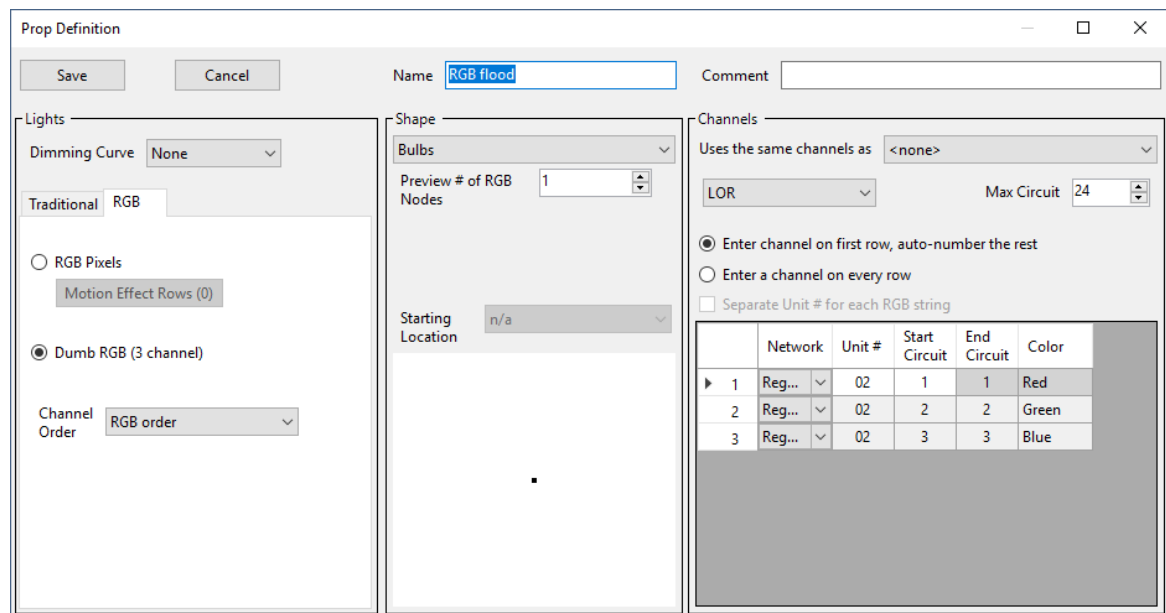 Prop Definition
Save
Cancel
Name
RGB flood
Comment
Lights
Dimming Curve
None
Traditional
RGB
RGB Pixels
Motion Effect Rows (0)
Dumb RGB (3 channel)
Channel
Order
RGB order
Shape
Bulbs
Preview # of RGB
Nodes
1
Starting
Location
n/a
Channels
Uses the same channels as
<none>
LOR
Max Circuit
24
Enter channel on first row, auto-number the rest
Enter a channel on every row
Separate Unit # for each RGB string
Network Unit # Start Circuit End Circuit Color
1 Reg... 02 1 1 Red
2 Reg... 02 2 2 Green
3 Reg... 02 3 3 Blue